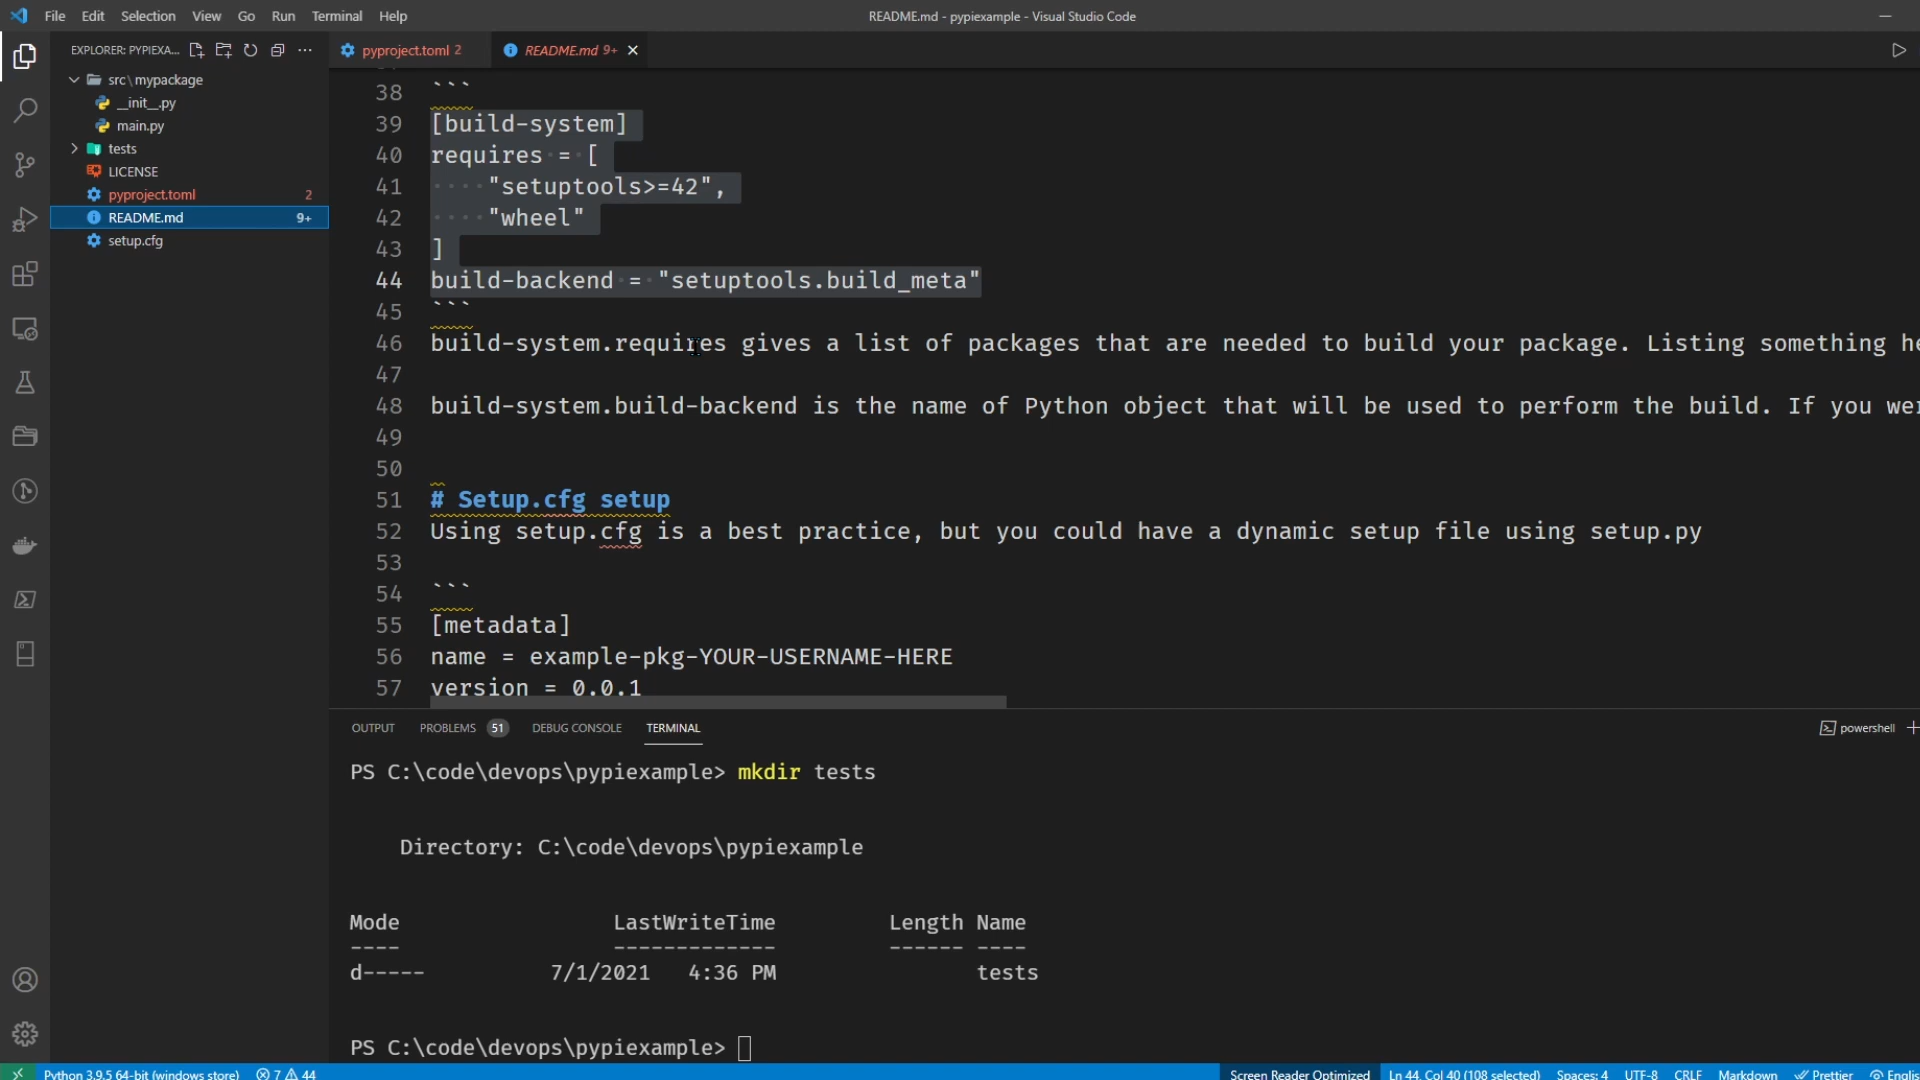 File Edit Selection View Go Run Terminal Help
README.md - pypiexample - Visual Studio Code
EXPLORER: PYPIEXA...
pyproject.toml 2
README.md 9+
src\mypackage
__init__.py
main.py
tests
LICENSE
pyproject.toml 2
README.md 9+
setup.cfg
38 ```
39 [build-system]
40 requires = [
41 "setuptools>=42",
42 "wheel"
43 ]
44 build-backend = "setuptools.build_meta"
45 ```
46 build-system.requires gives a list of packages that are needed to build your package. Listing something he
47
48 build-system.build-backend is the name of Python object that will be used to perform the build. If you wer
49
50
51 # Setup.cfg setup
52 Using setup.cfg is a best practice, but you could have a dynamic setup file using setup.py
53
54 ```
55 [metadata]
56 name = example-pkg-YOUR-USERNAME-HERE
57 version = 0.0.1
OUTPUT PROBLEMS 51 DEBUG CONSOLE TERMINAL
powershell
PS C:\code\devops\pypiexample> mkdir tests
Directory: C:\code\devops\pypiexample
Mode LastWriteTime Length Name
---- ------------- ------ ----
d----- 7/1/2021 4:36 PM tests
PS C:\code\devops\pypiexample>
Python 3.9.5 64-bit (windows store) 7 44
Screen Reader Optimized Ln 44, Col 40 (108 selected) Spaces: 4 UTF-8 CRLF Markdown Prettier Englis